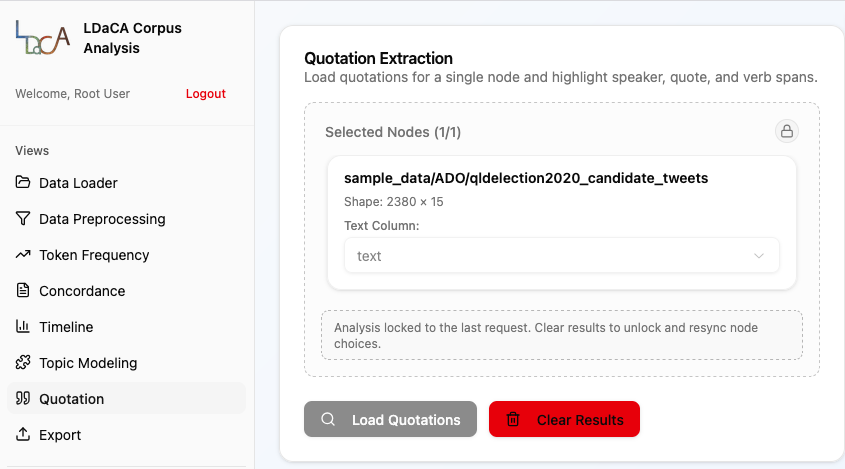 LDaCA
LDaCA Corpus
Analysis
Welcome, Root User
Logout
Views
Data Loader
Data Preprocessing
Token Frequency
Concordance
Timeline
Topic Modeling
Quotation
Export
Quotation Extraction
Load quotations for a single node and highlight speaker, quote, and verb spans.
Selected Nodes (1/1)
sample_data/ADO/qldelection2020_candidate_tweets
Shape: 2380 × 15
Text Column:
text
Analysis locked to the last request. Clear results to unlock and resync node
choices.
Load Quotations
Clear Results